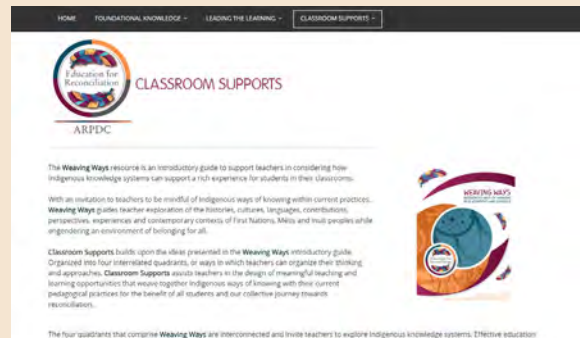 HOME FOUNDATIONAL KNOWLEDGE LEADING THE LEARNING CLASSROOM SUPPORTS
Education for
Reconciliation
ARPDC
CLASSROOM SUPPORTS
The Weaving Ways resource is an introductory guide to support teachers in considering how
Indigenous knowledge systems can support a rich experience for students in their classrooms.
With an invitation to teachers to be mindful of Indigenous ways of knowing within current practices,
Weaving Ways guides teacher exploration of the histories, cultures, languages, contributions,
perspectives, experiences and contemporary contexts of First Nations, Métis and Inuit peoples while
engendering an environment of belonging for all.
Classroom Supports builds upon the ideas presented in the Weaving Ways introductory guide.
Organized into four interrelated quadrants, or ways in which teachers can organize their thinking
and approaches, Classroom Supports assists teachers in the design of meaningful teaching and
learning opportunities that weave together Indigenous ways of knowing with their current
pedagogical practices for the benefit of all students and our collective journey towards
reconciliation.
WEAVING WAYS
The four quadrants that comprise Weaving Ways are interconnected and invite teachers to explore Indigenous knowledge systems. Effective education